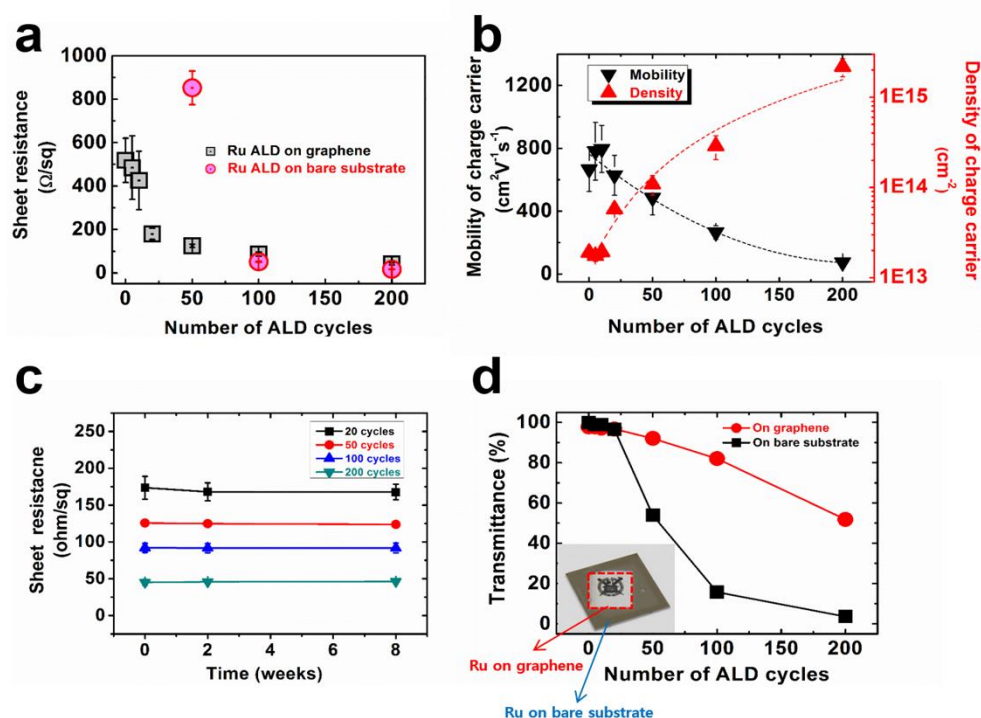 a
1000
800
600
400
200
0
Sheet resistance
(Ω/sq)
Ru ALD on graphene
Ru ALD on bare substrate
0 50 100 150 200
Number of ALD cycles
b
1200
800
400
0
Mobility of charge carrier
(cm²V⁻¹s⁻¹)
Mobility
Density
1E15
1E14
1E13
Density of charge carrier
(cm⁻²)
0 50 100 150 200
Number of ALD cycles
c
250
200
150
100
50
0
Sheet resistacne
(ohm/sq)
20 cycles
50 cycles
100 cycles
200 cycles
0 2 4 6 8
Time (weeks)
d
100
80
60
40
20
0
Transmittance (%)
On graphene
On bare substrate
0 50 100 150 200
Number of ALD cycles
Ru on graphene
Ru on bare substrate